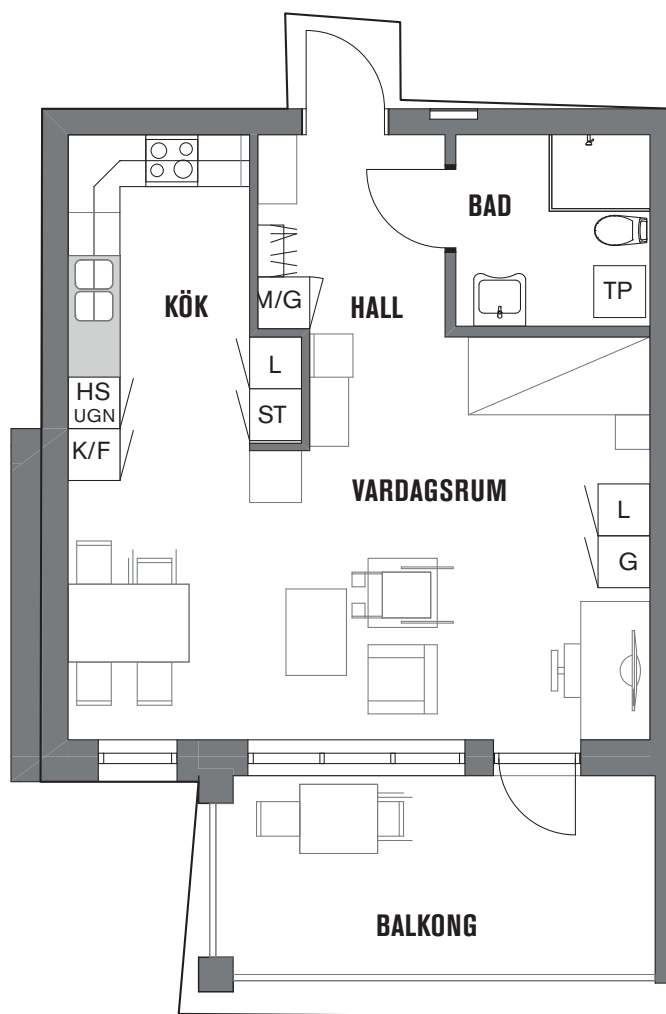 BAD
KÖK
HALL
M/G
TP
L
ST
HS
UGN
K/F
VARDAGSRUM
L
G
BALKONG